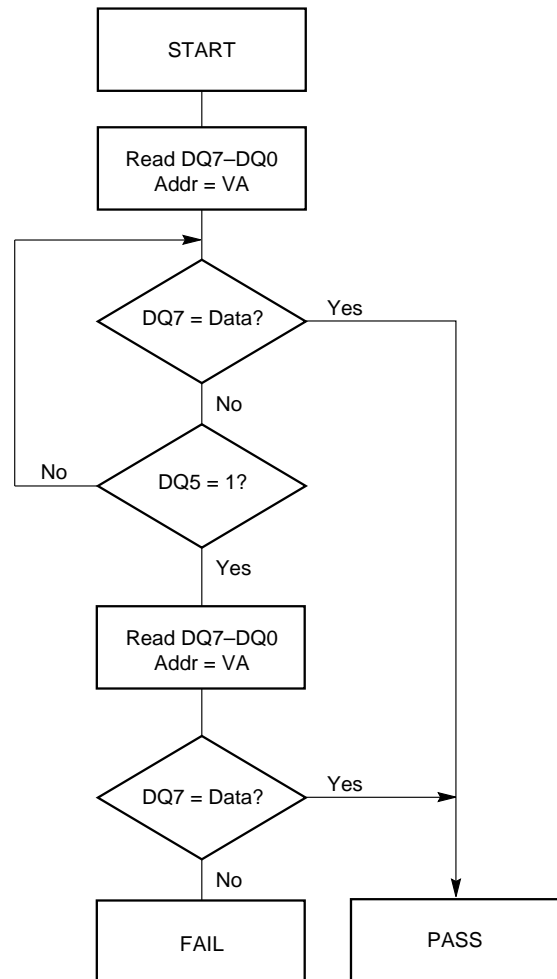 START
Read DQ7–DQ0
Addr = VA
DQ7 = Data?
Yes
No
No
DQ5 = 1?
Yes
Read DQ7–DQ0
Addr = VA
DQ7 = Data?
Yes
No
FAIL
PASS